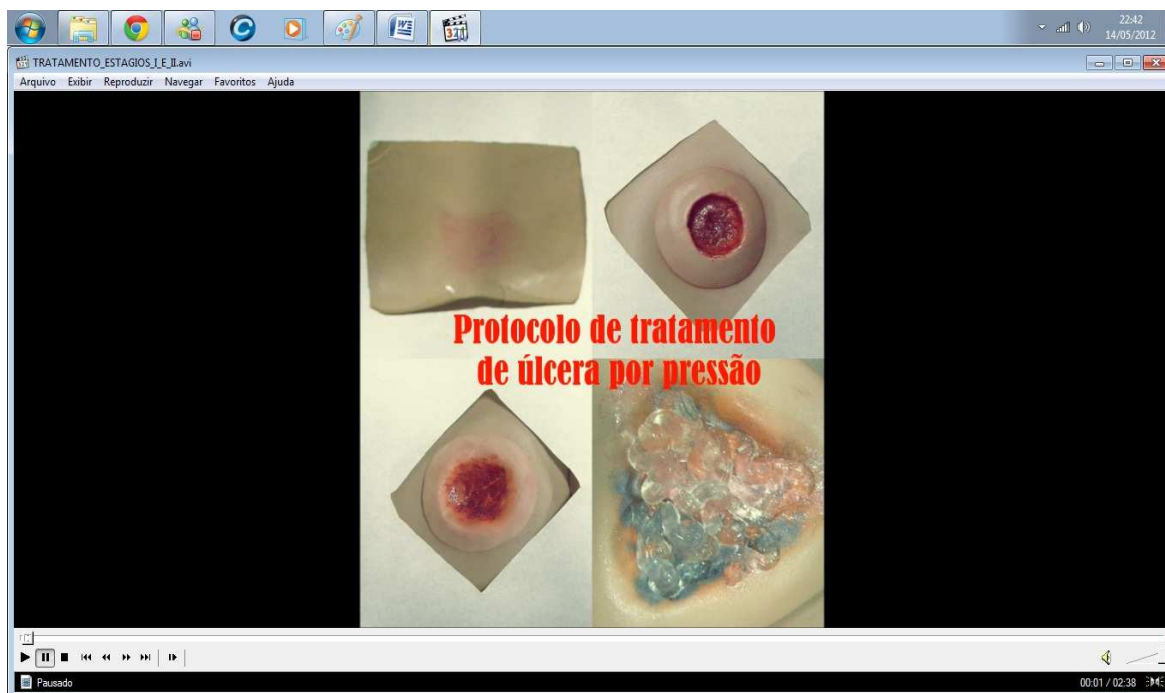 22:42
14/05/2012
TRATAMENTO_ESTAGIOS_I_E_II.avi
Arquivo Exibir Reproduzir Navegar Favoritos Ajuda
Protocolo de tratamento
de úlcera por pressão
Pausado
00:01 / 02:38